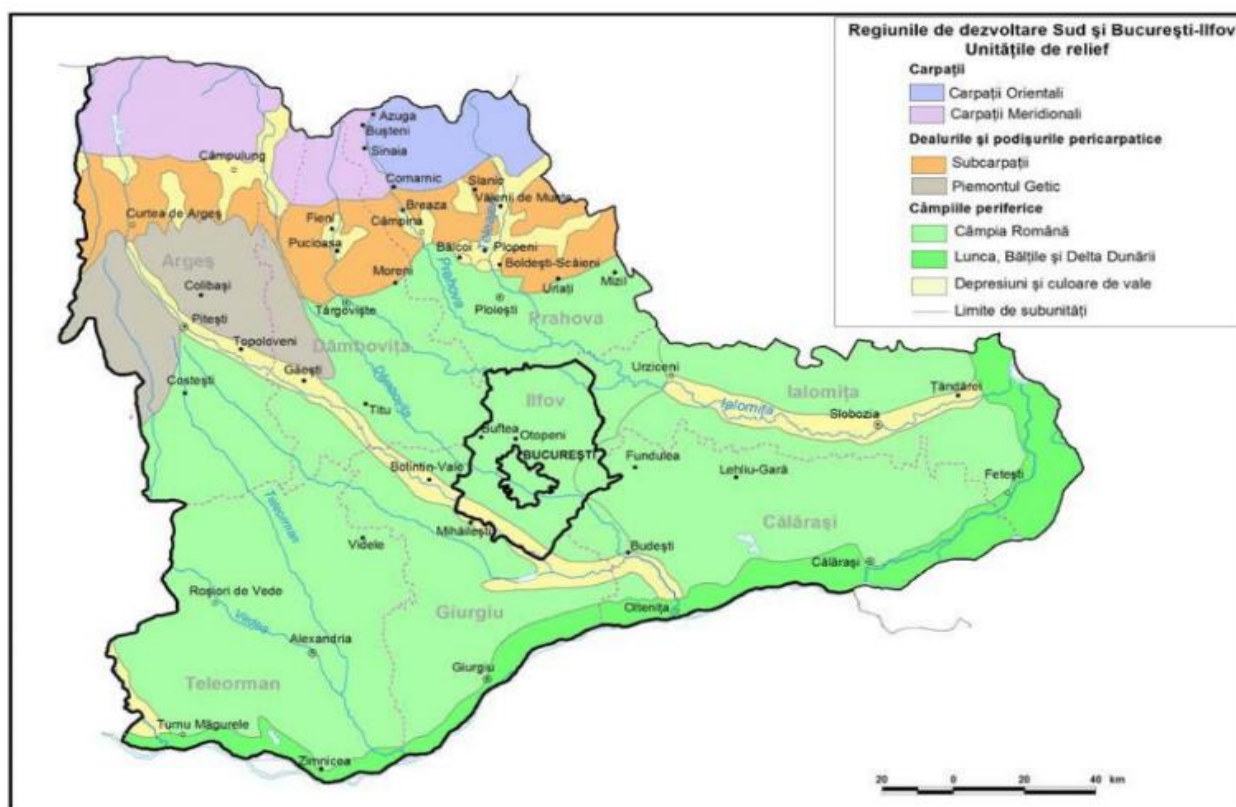 Regiunile de dezvoltare Sud şi Bucureşti-Ilfov
Unităţile de relief
Carpaţii
Carpaţii Orientali
Carpaţii Meridionali
Dealurile şi podişurile pericarpatice
Subcarpaţii
Piemontul Getic
Câmpiile periferice
Câmpia Română
Lunca, Bălţile şi Delta Dunării
Depresiuni şi culoare de vale
Limite de subunităţi
Azuga
Buşteni
Sinaia
Câmpulung
Comarnic
Slanic
Vălenii de Munte
Breaza
Curtea de Argeş
Fieni
Câmpina
Pucioasa
Băicoi
Plopeni
Boldeşti-Scăieni
Argeş
Moreni
Prahova
Urlaţi
Mizil
Colibaşi
Târgovişte
Ploieşti
Piteşti
Prahova
Topoloveni
Dâmboviţa
Găeşti
Urziceni
Costeşti
Dâmboviţa
Ilfov
Ialomiţa
Ţăndărei
Titu
Ialomiţa
Slobozia
Buftea
Otopeni
BUCUREŞTI
Fundulea
Lehliu-Gară
Bolintin-Vale
Feteşti
Teleorman
Mihăileşti
Călăraşi
Videle
Budeşti
Călăraşi
Roşiori de Vede
Giurgiu
Olteniţa
Vedea
Alexandria
Giurgiu
Teleorman
Turnu Măgurele
Zimnicea
20 0 20 40 km